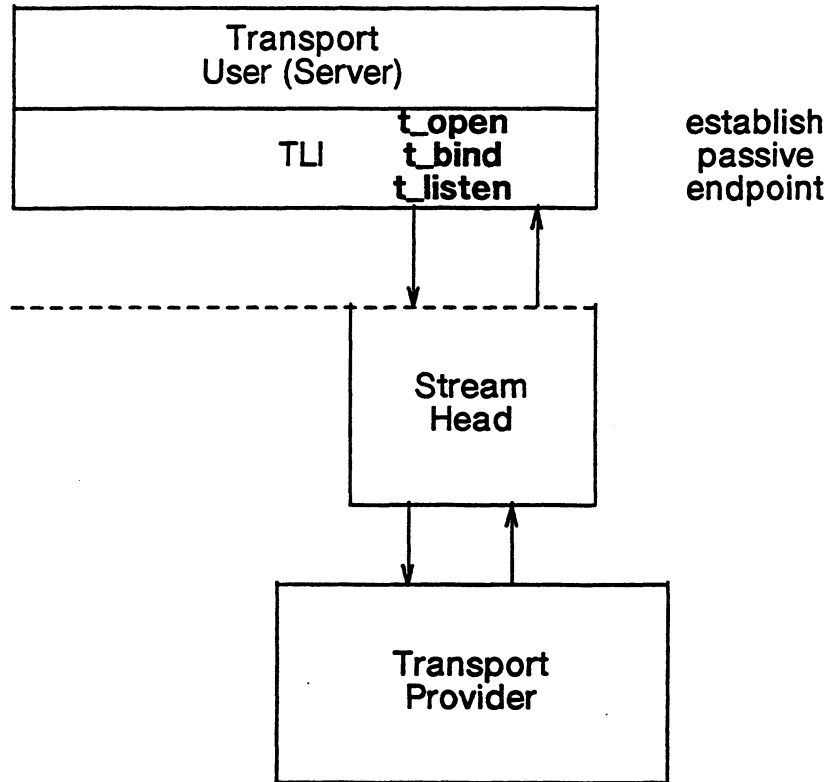 Transport
User (Server)
TLI
t_open
t_bind
t_listen
establish
passive
endpoint
Stream
Head
Transport
Provider